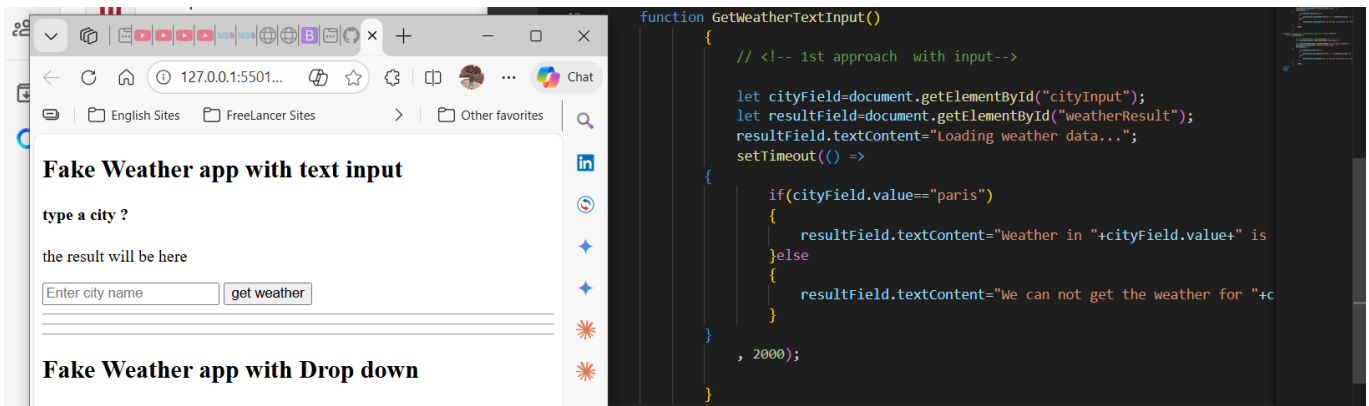 127.0.0.1:5501...
Chat
English Sites
FreeLancer Sites
Other favorites
Fake Weather app with text input
type a city ?
the result will be here
Enter city name
get weather
Fake Weather app with Drop down
function GetWeatherTextInput()
{
// <!-- 1st approach  with input-->
let cityField=document.getElementById("cityInput");
let resultField=document.getElementById("weatherResult");
resultField.textContent="Loading weather data...";
setTimeout(() =>
{
if(cityField.value=="paris")
{
resultField.textContent="Weather in "+cityField.value+" is
}else
{
resultField.textContent="We can not get the weather for "+c
}
}
, 2000);
}